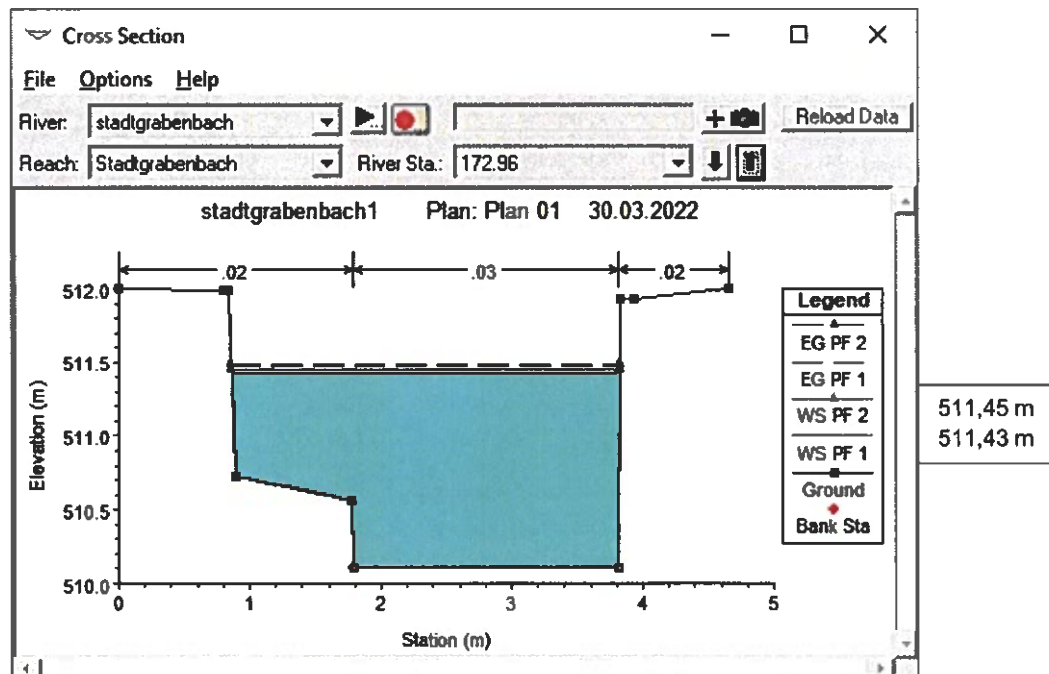 Cross Section
File Options Help
River: stadtgrabenbach Reload Data
Reach: Stadtgrabenbach River Sta.: 172.96
stadtgrabenbach1 Plan: Plan 01 30.03.2022
.02 .03 .02
Elevation (m)
512.0
511.5
511.0
510.5
510.0
0 1 2 3 4 5
Station (m)
Legend
EG PF 2
EG PF 1
WS PF 2
WS PF 1
Ground
Bank Sta
511,45 m
511,43 m